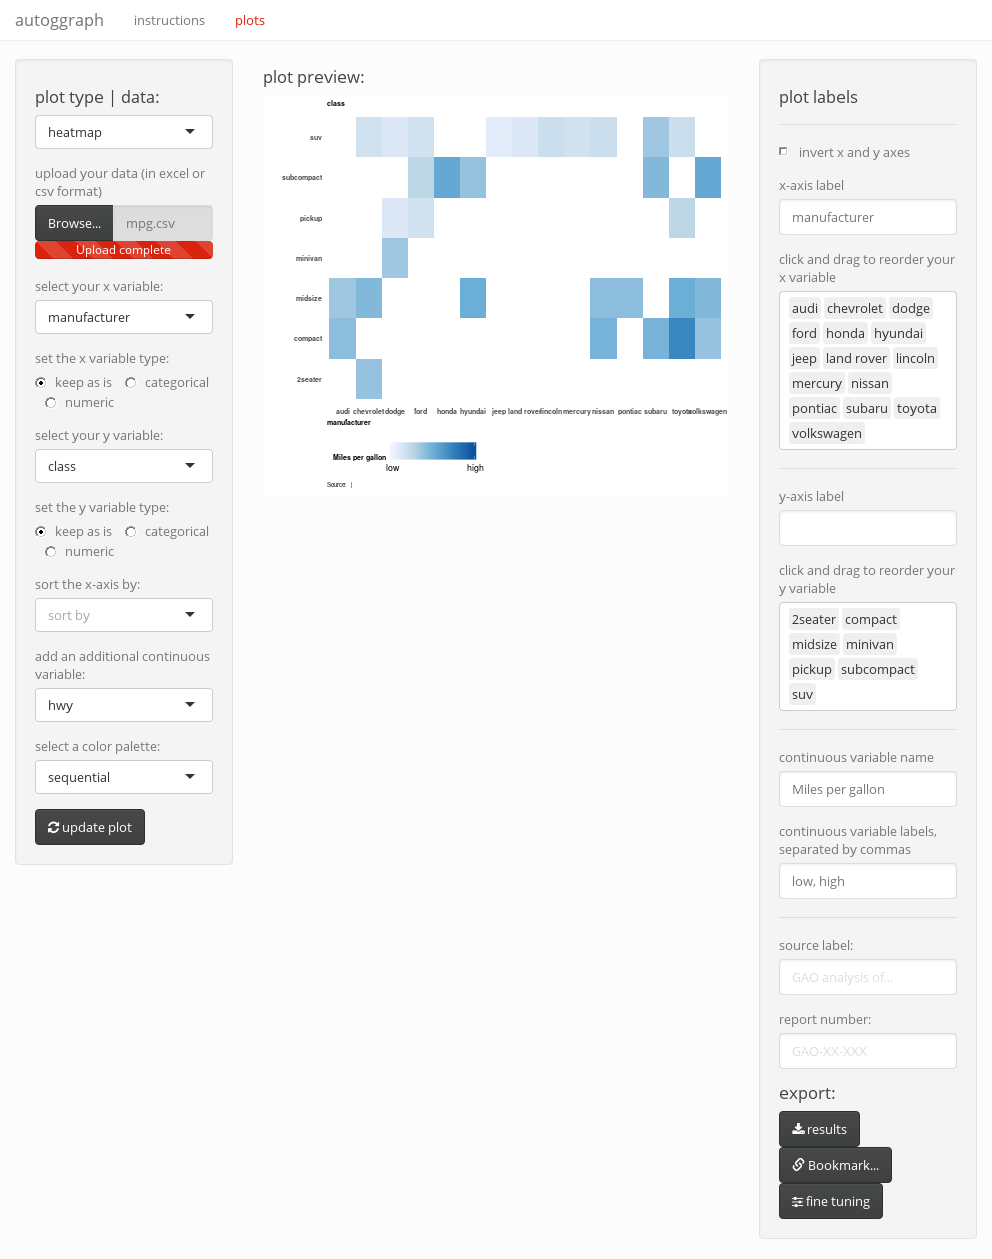 autoggraph instructions plots
plot type | data:
heatmap
upload your data (in excel or
csv format)
Browse... mpg.csv
Upload complete
select your x variable:
manufacturer
set the x variable type:
keep as is categorical
numeric
select your y variable:
class
set the y variable type:
keep as is categorical
numeric
sort the x-axis by:
sort by
add an additional continuous
variable:
hwy
select a color palette:
sequential
update plot
plot preview:
class
suv
subcompact
pickup
minivan
midsize
compact
2seater
audi chevrolet dodge ford honda hyundai jeep land rover lincoln mercury nissan pontiac subaru toyota volkswagen
manufacturer
Miles per gallon
low high
Source: |
plot labels
invert x and y axes
x-axis label
manufacturer
click and drag to reorder your
x variable
audi chevrolet dodge
ford honda hyundai
jeep land rover lincoln
mercury nissan
pontiac subaru toyota
volkswagen
y-axis label
click and drag to reorder your
y variable
2seater compact
midsize minivan
pickup subcompact
suv
continuous variable name
Miles per gallon
continuous variable labels,
separated by commas
low, high
source label:
GAO analysis of...
report number:
GAO-XX-XXX
export:
results
Bookmark...
fine tuning